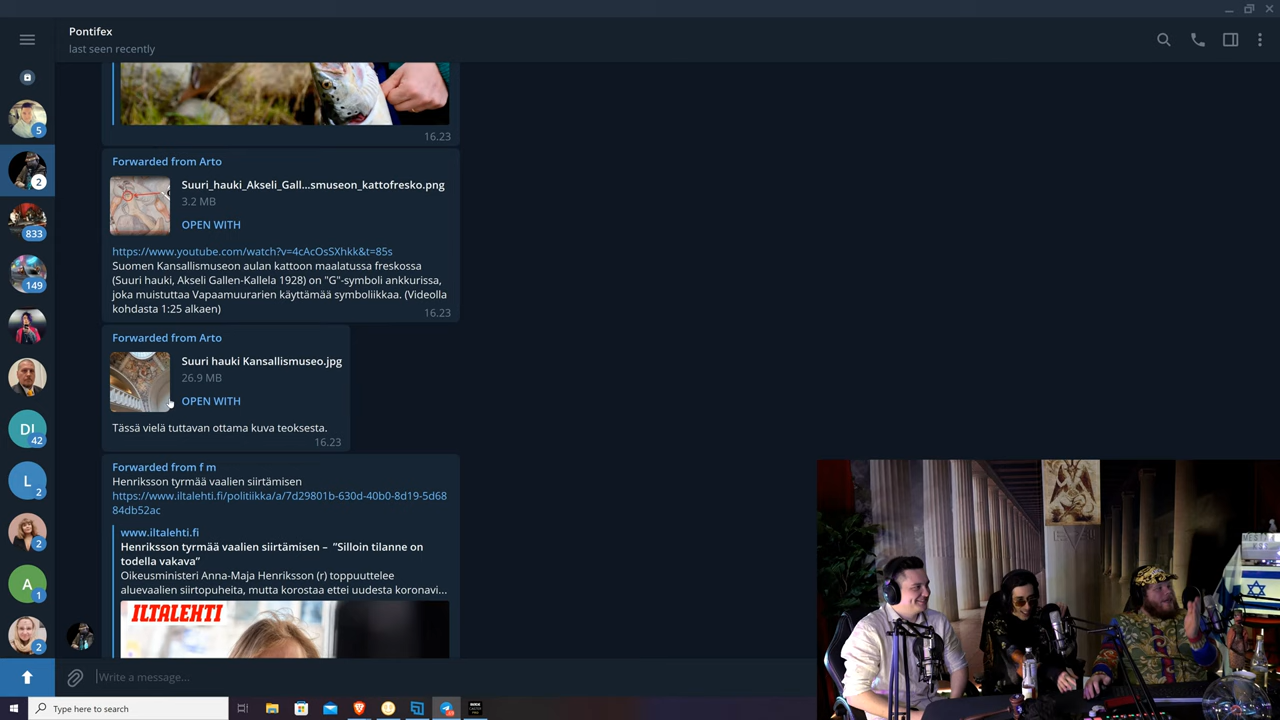 Pontifex
last seen recently
5
2
833
149
DI
42
L
2
2
A
1
2
16.23
Forwarded from Arto
Suuri_hauki_Akseli_Gall...smuseon_kattofresko.png
3.2 MB
OPEN WITH
https://www.youtube.com/watch?v=4cAcOsSXhkk&t=85s
Suomen Kansallismuseon aulan kattoon maalatussa freskossa
(Suuri hauki, Akseli Gallen-Kallela 1928) on "G"-symboli ankkurissa,
joka muistuttaa Vapaamuurarien käyttämää symboliikkaa. (Videolla
kohdasta 1:25 alkaen)
16.23
Forwarded from Arto
Suuri hauki Kansallismuseo.jpg
26.9 MB
OPEN WITH
Tässä vielä tuttavan ottama kuva teoksesta.
16.23
Forwarded from f m
Henriksson tyrmää vaalien siirtämisen
https://www.iltalehti.fi/politiikka/a/7d29801b-630d-40b0-8d19-5d68
84db52ac
www.iltalehti.fi
Henriksson tyrmää vaalien siirtämisen – ”Silloin tilanne on
todella vakava”
Oikeusministeri Anna-Maja Henriksson (r) toppuuttelee
aluevaalien siirtopuheita, mutta korostaa ettei uudesta koronavi...
ILTALEHTI
Write a message...
Type here to search